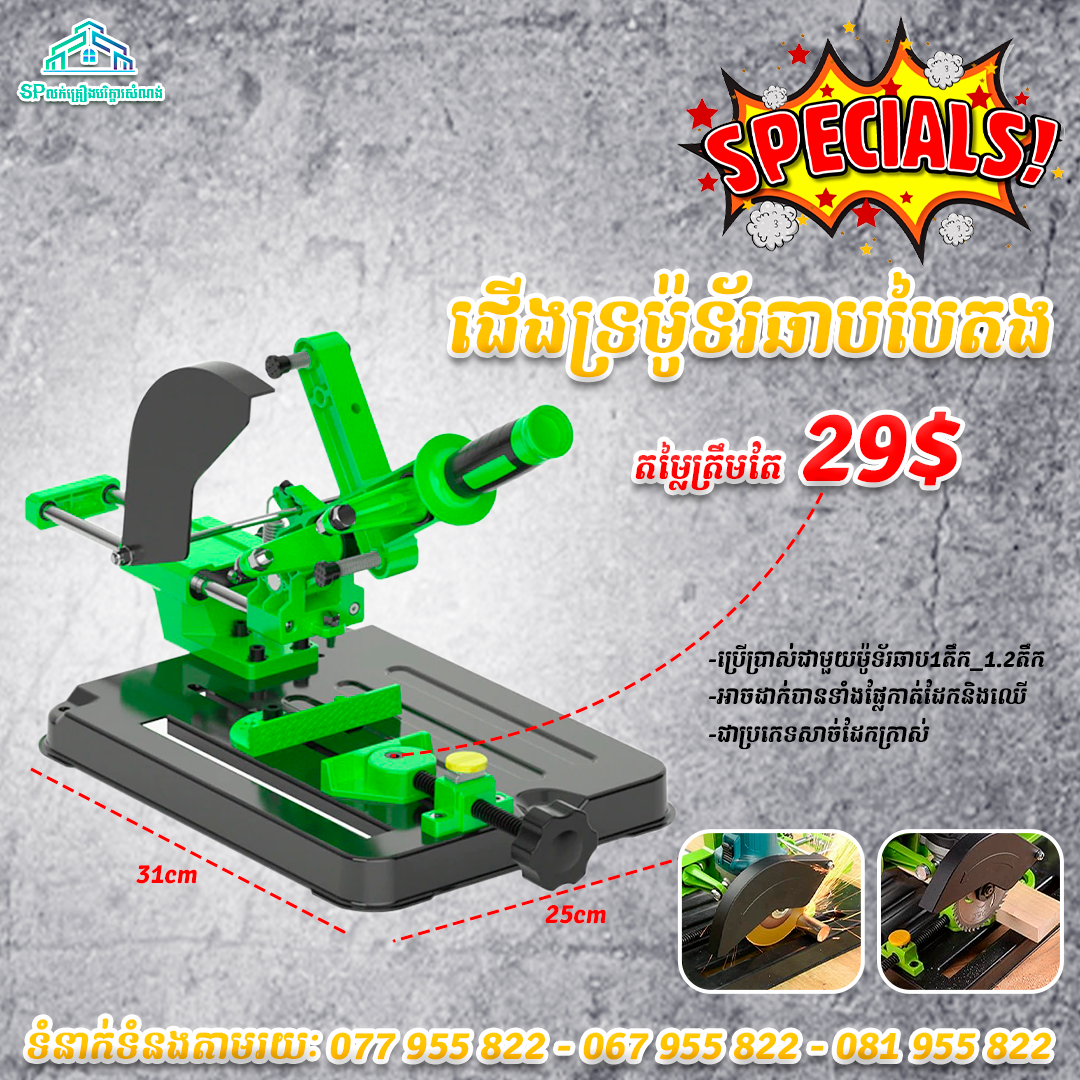 SPលក់គ្រឿងបរិក្ខារសំណង់
SPECIALS!
ជើងទ្រម៉ូទ័រឆាបបៃតង
តម្លៃត្រឹមតែ 29$
-ប្រើប្រាស់ជាមួយម៉ូទ័រឆាប1តឹក_1.2តឹក
-អាចដាក់បានទាំងផ្លែកាត់ដែកនិងឈើ
-ជាប្រភេទសាច់ដែកក្រាស់
31cm
25cm
ទំនាក់ទំនងតាមរយៈ 077 955 822 - 067 955 822 - 081 955 822